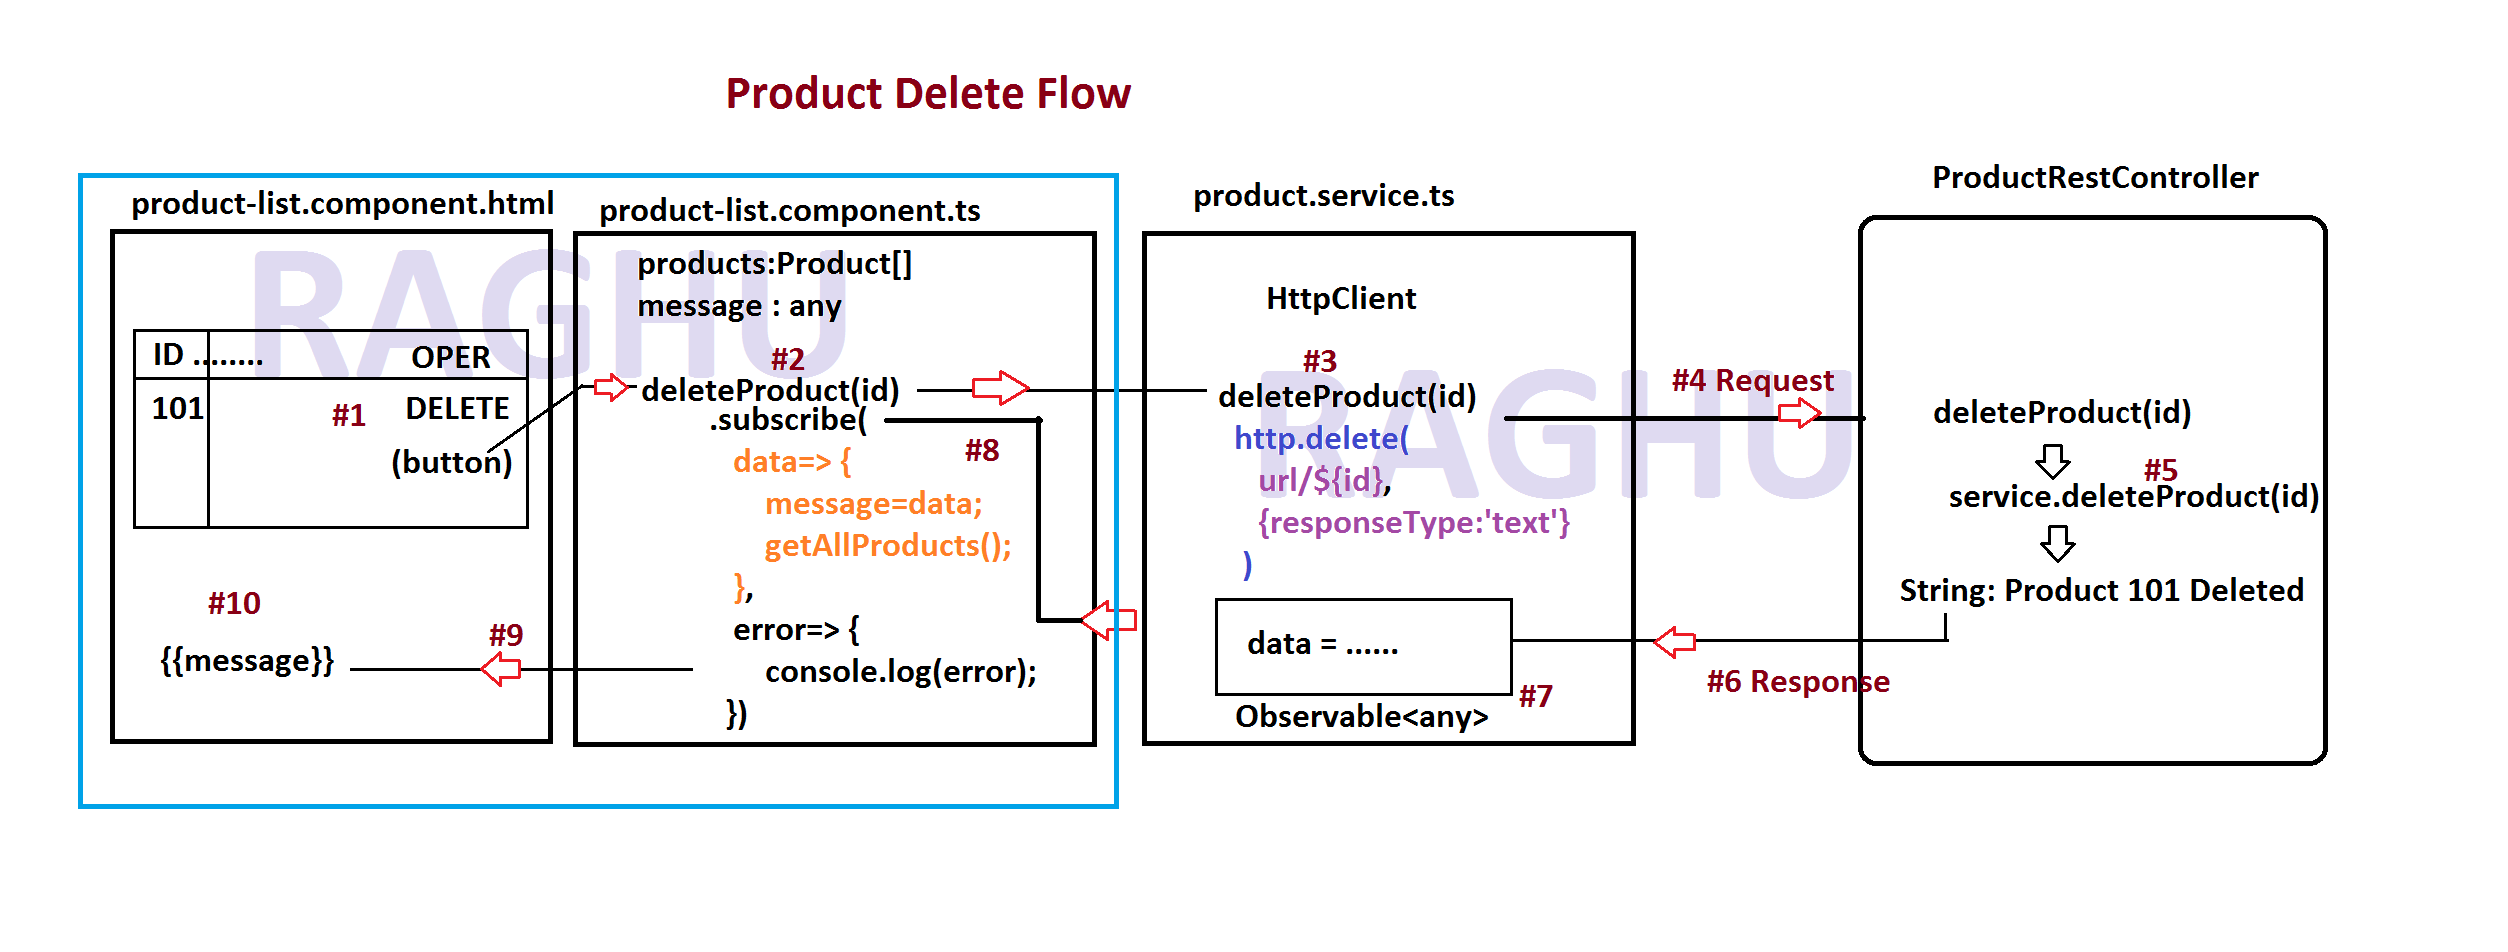 Product Delete Flow
product-list.component.html
RAGHU
ID ........ OPER
101 #1 DELETE
(button)
#10
{{message}}
#9
product-list.component.ts
products:Product[]
message : any
#2
deleteProduct(id)
.subscribe(
#8
data=> {
message=data;
getAllProducts();
},
error=> {
console.log(error);
})
product.service.ts
HttpClient
RAGHU
#3
deleteProduct(id)
http.delete(
url/${id},
{responseType:'text'}
)
data = ......
#7
Observable<any>
#4 Request
#6 Response
ProductRestController
deleteProduct(id)
#5
service.deleteProduct(id)
String: Product 101 Deleted